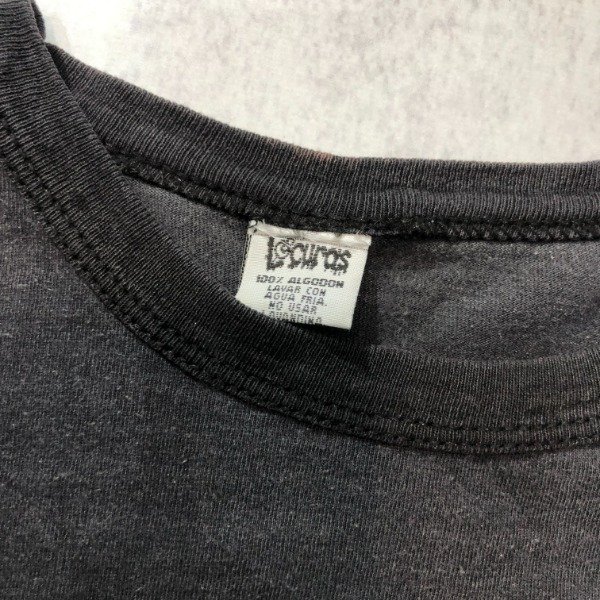 Locuras
100% ALGODON
LAVAR CON
AGUA FRIA
NO USAR